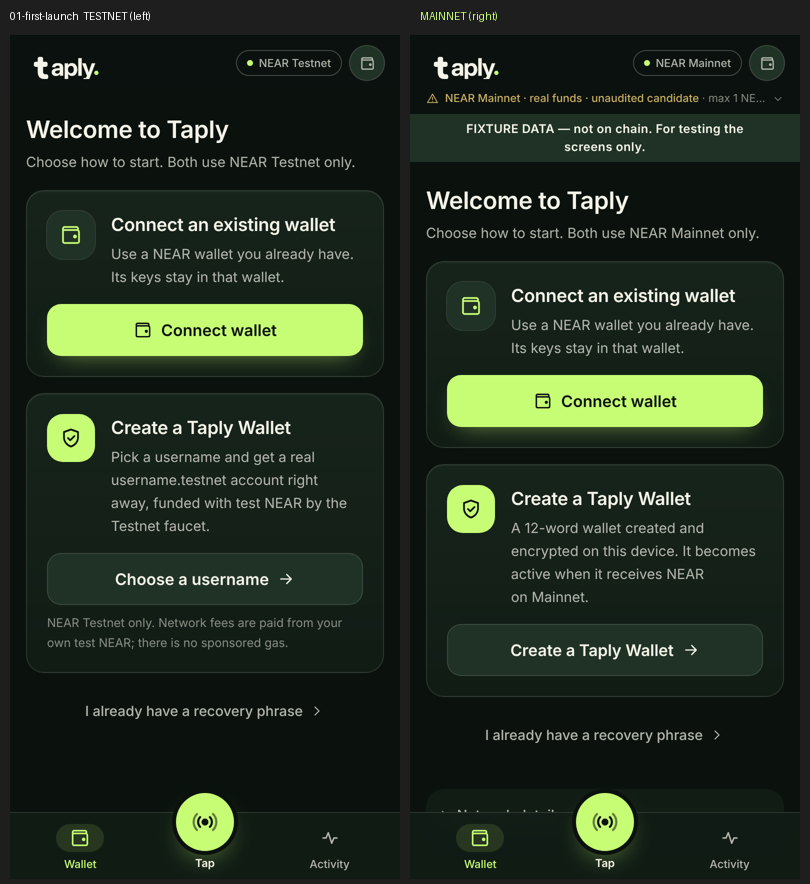 01-first-launch TESTNET (left)
taply.
NEAR Testnet
Welcome to Taply
Choose how to start. Both use NEAR Testnet only.
Connect an existing wallet
Use a NEAR wallet you already have.
Its keys stay in that wallet.
Connect wallet
Create a Taply Wallet
Pick a username and get a real
username.testnet account right
away, funded with test NEAR by the
Testnet faucet.
Choose a username →
NEAR Testnet only. Network fees are paid from your
own test NEAR; there is no sponsored gas.
I already have a recovery phrase
Wallet
Tap
Activity
MAINNET (right)
taply.
NEAR Mainnet
NEAR Mainnet · real funds · unaudited candidate · max 1 NE...
FIXTURE DATA — not on chain. For testing the
screens only.
Welcome to Taply
Choose how to start. Both use NEAR Mainnet only.
Connect an existing wallet
Use a NEAR wallet you already have.
Its keys stay in that wallet.
Connect wallet
Create a Taply Wallet
A 12-word wallet created and
encrypted on this device. It becomes
active when it receives NEAR
on Mainnet.
Create a Taply Wallet →
I already have a recovery phrase
Wallet
Tap
Activity